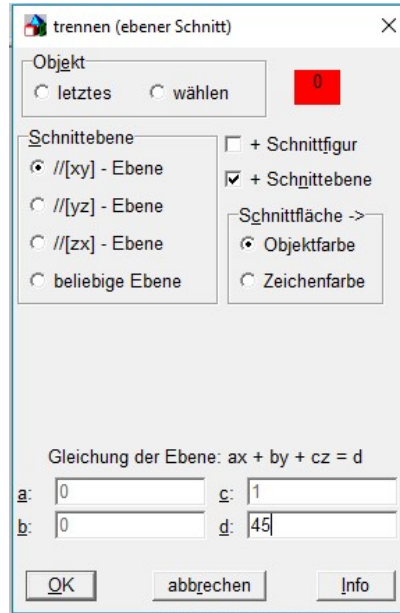 trennen (ebener Schnitt)
Objekt
letztes
wählen
0
Schnittebene
//[xy] - Ebene
//[yz] - Ebene
//[zx] - Ebene
beliebige Ebene
+ Schnittfigur
+ Schnittebene
Schnittfläche ->
Objektfarbe
Zeichenfarbe
Gleichung der Ebene: ax + by + cz = d
a: 0
c: 1
b: 0
d: 45
OK
abbrechen
Info